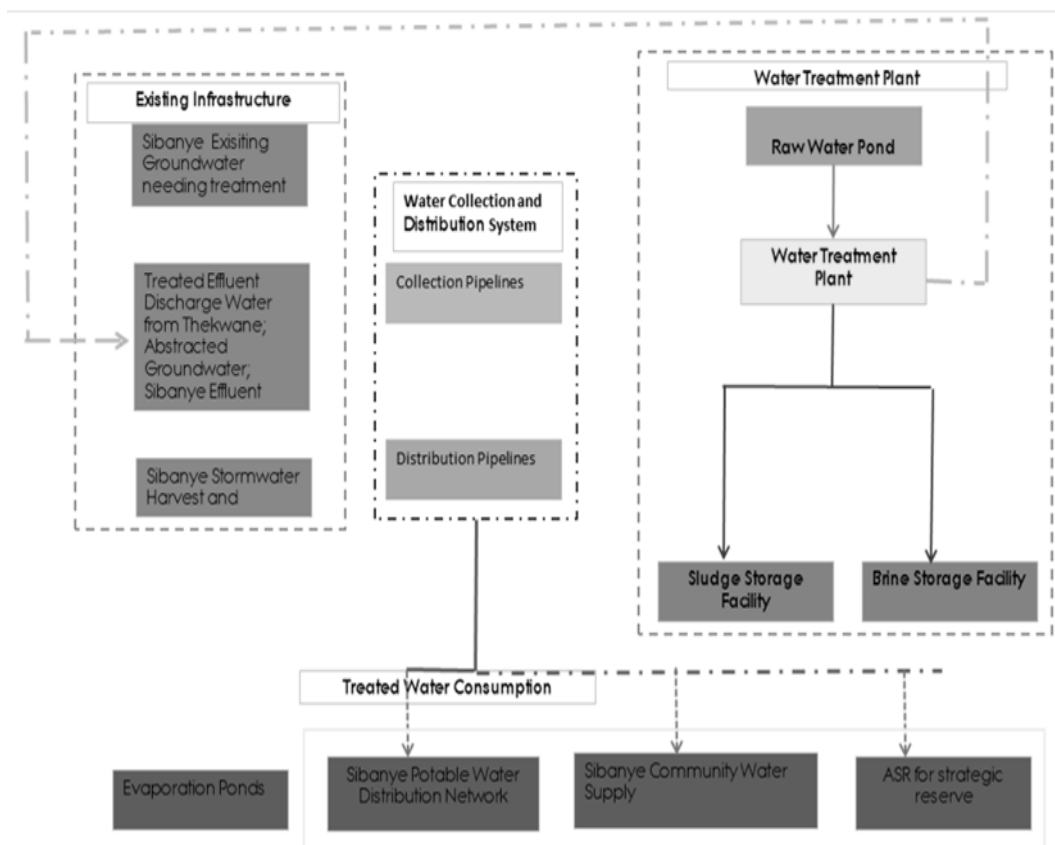 Existing Infrastructure
Sibanye Exisiting
Groundwater
needing treatment
Treated Effluent
Discharge Water
from Thekwane;
Abstracted
Groundwater;
Sibanye Effluent
Sibanye Stormwater
Harvest and
Water Collection and
Distribution System
Collection Pipelines
Distribution Pipelines
Water Treatment Plant
Raw Water Pond
Water Treatment
Plant
Sludge Storage
Facility
Brine Storage Facility
Treated Water Consumption
Evaporation Ponds
Sibanye Potable Water
Distribution Network
Sibanye Community Water
Supply
ASR for strategic
reserve